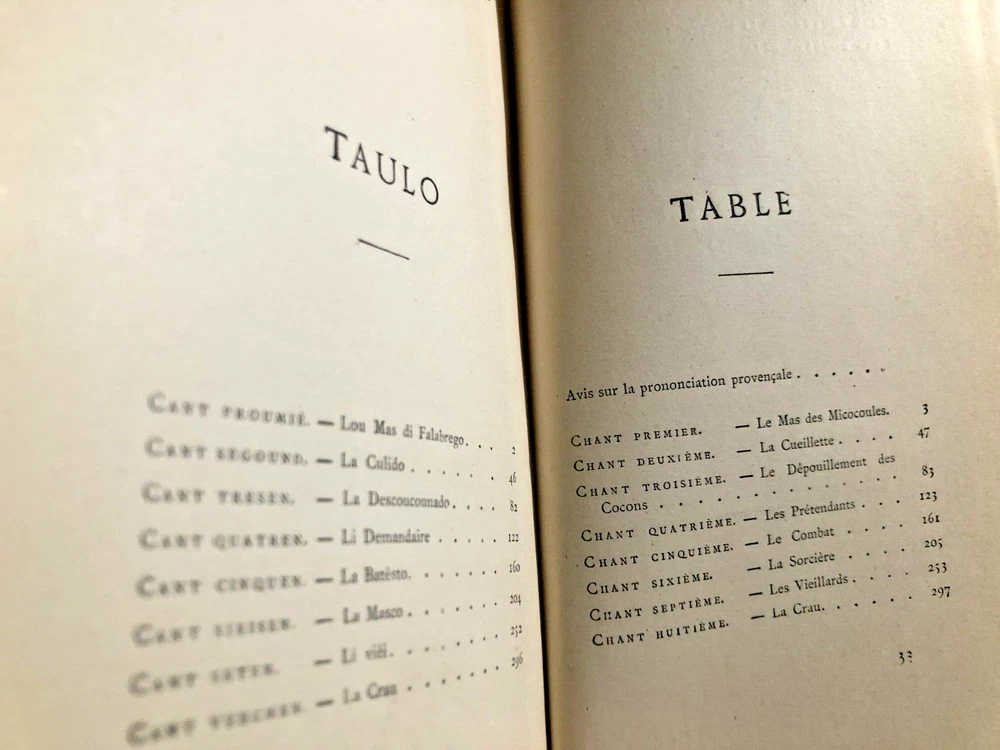 TAULO
CANT PROUMIÉ. — Lou Mas di Falabrego. . . 2
CANT SEGOUND. — La Culido . . . . . . 46
CANT TRESEN. — La Descoucounado . . . . 82
CANT QUATREN. — Li Demandaire . . . . . 122
CANT CINQUEN. — La Batèsto. . . . . . . 160
CANT SIEISEN. — La Masco . . . . . . . 204
CANT SETEN. — Li vièi. . . . . . . . 252
CANT VUECHEN. — La Crau . . . . . . . 296
TABLE
Avis sur la prononciation provençale . . . . . .
CHANT PREMIER. — Le Mas des Micocoules. 3
CHANT DEUXIÈME. — La Cueillette . . . . 47
CHANT TROISIÈME. — Le Dépouillement des
Cocons . . . . . . . . . . . . 83
CHANT QUATRIÈME. — Les Prétendants . . . 123
CHANT CINQUIÈME. — Le Combat . . . . 161
CHANT SIXIÈME. — La Sorcière . . . . 205
CHANT SEPTIÈME. — Les Vieillards . . . . 253
CHANT HUITIÈME. — La Crau. . . . . . 297